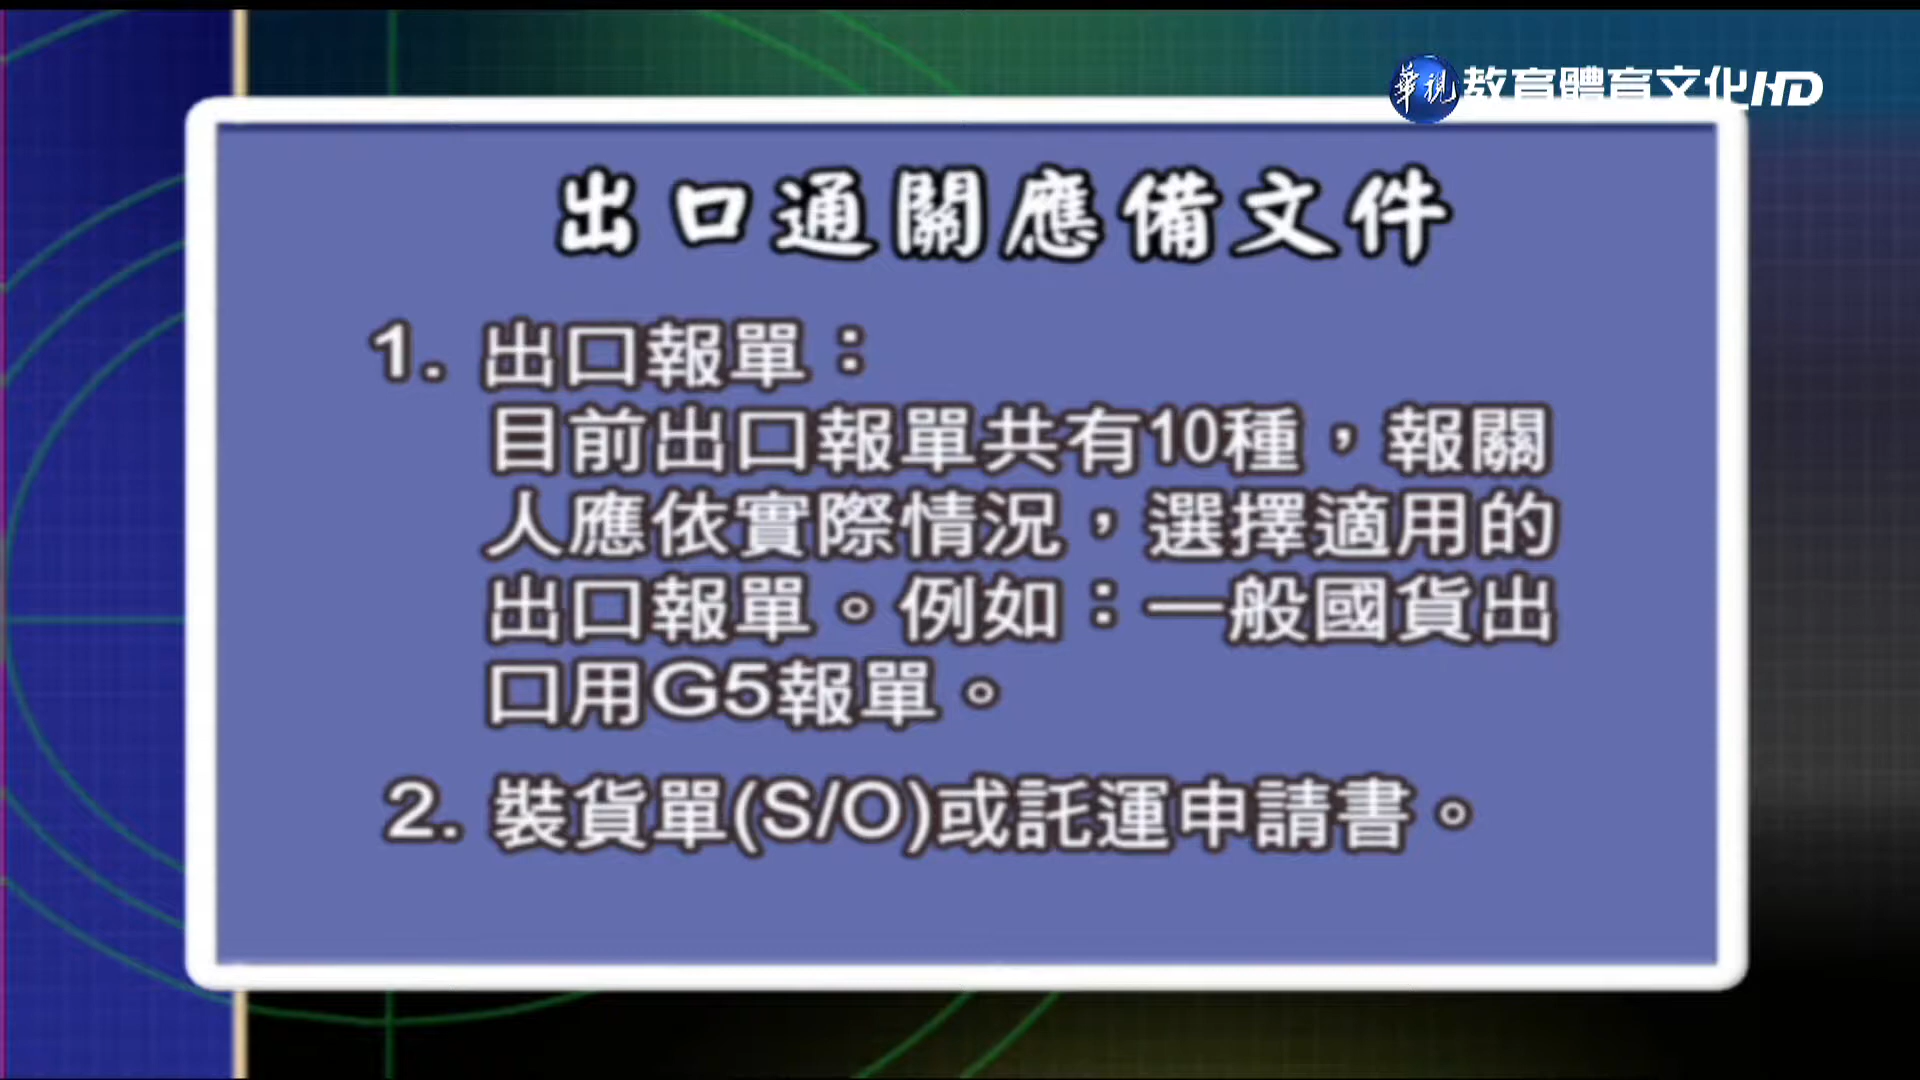 華視 教育體育文化HD
出口通關應備文件
1. 出口報單：
目前出口報單共有10種，報關
人應依實際情況，選擇適用的
出口報單。例如：一般國貨出
口用G5報單。
2. 裝貨單(S/O)或託運申請書。